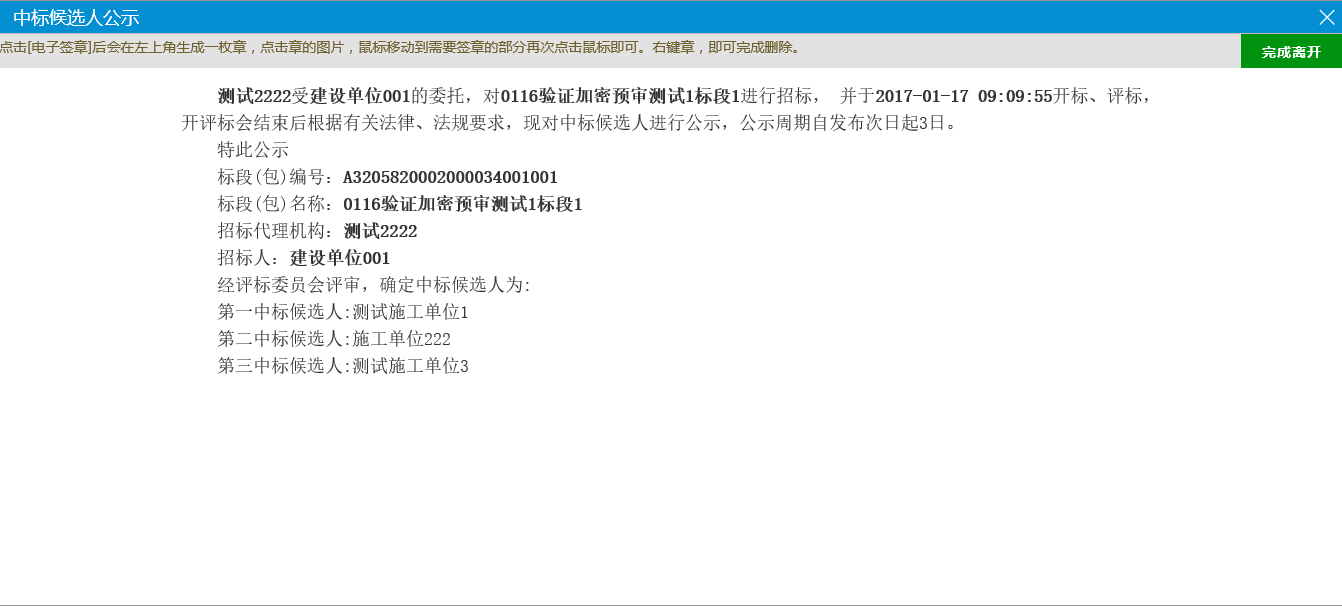 中标候选人公示
点击[电子签章]后会在左上角生成一枚章，点击章的图片，鼠标移动到需要签章的部分再次点击鼠标即可。右键章，即可完成删除。
完成离开
测试2222受建设单位001的委托，对0116验证加密预审测试1标段1进行招标， 并于2017-01-17 09:09:55开标、评标，
开评标会结束后根据有关法律、法规要求，现对中标候选人进行公示，公示周期自发布次日起3日。
特此公示
标段(包)编号：A3205820002000034001001
标段(包)名称：0116验证加密预审测试1标段1
招标代理机构：测试2222
招标人：建设单位001
经评标委员会评审，确定中标候选人为:
第一中标候选人:测试施工单位1
第二中标候选人:施工单位222
第三中标候选人:测试施工单位3